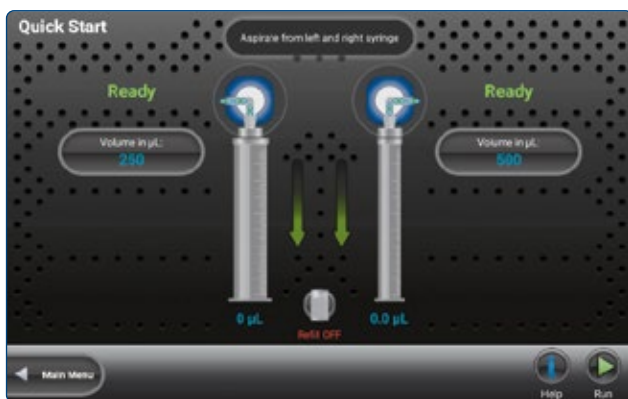 Quick Start
Aspirate from left and right syringe
Ready
Ready
Volume in µL:
250
Volume in µL:
500
0 µL
0.0 µL
Refill OFF
Main Menu
Help
Run